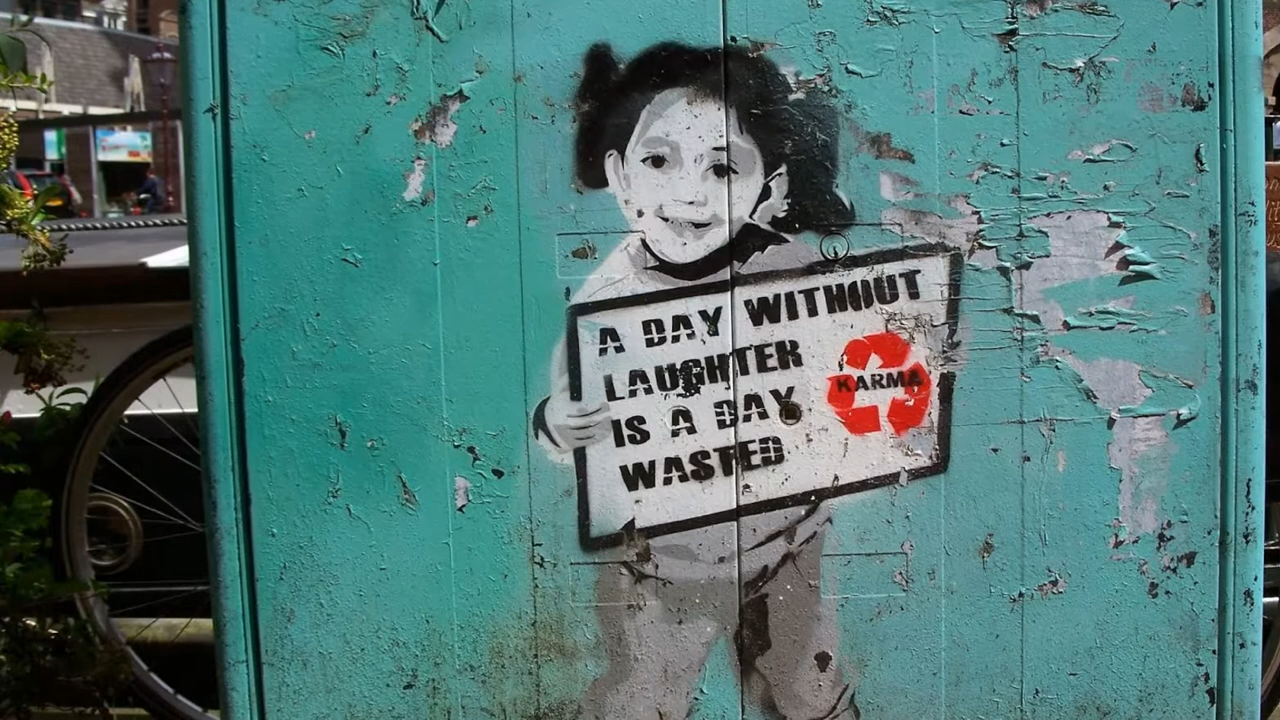 A DAY WITHOUT
LAUGHTER
IS A DAY
WASTED
KARMA